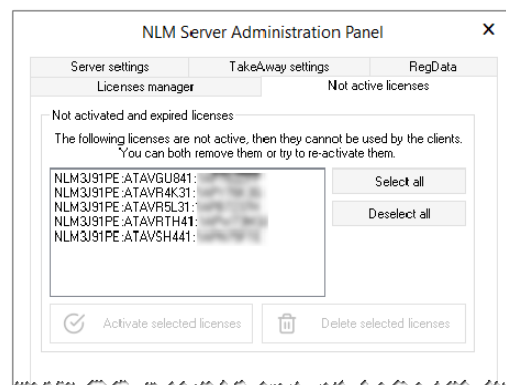 NLM Server Administration Panel
Server settings
TakeAway settings
RegData
Licenses manager
Not active licenses
Not activated and expired licenses
The following licenses are not active, then they cannot be used by the clients.
You can both remove them or try to re-activate them.
NLM3J91PE:ATAVGU841:
NLM3J91PE:ATAVR4K31:
NLM3J91PE:ATAVR5L31:
NLM3J91PE:ATAVRTH41:
NLM3J91PE:ATAVSH441:
Select all
Deselect all
Activate selected licenses
Delete selected licenses